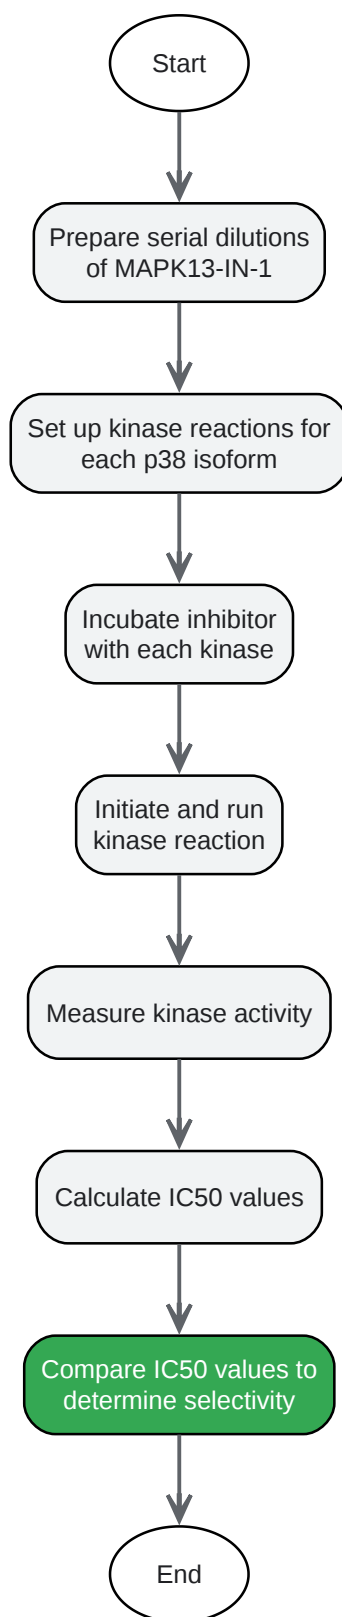 Start
Prepare serial dilutions
of MAPK13-IN-1
Set up kinase reactions for
each p38 isoform
Incubate inhibitor
with each kinase
Initiate and run
kinase reaction
Measure kinase activity
Calculate IC50 values
Compare IC50 values to
determine selectivity
End